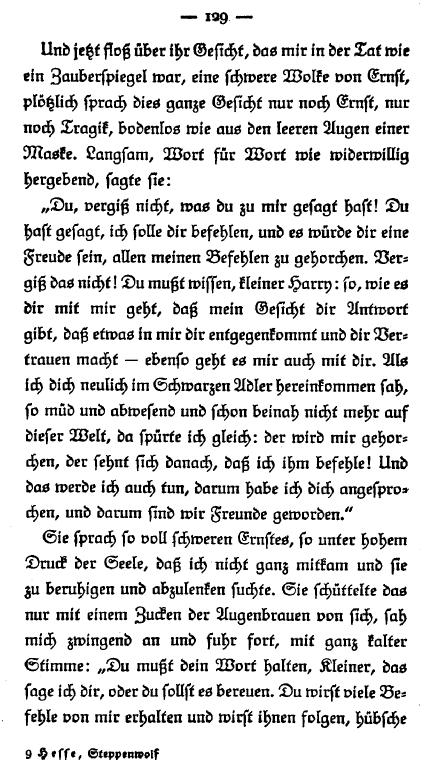 — 129 —
Und jetzt floß über ihr Gesicht, das mir in der Tat wie
ein Zauberspiegel war, eine schwere Wolke von Ernst,
plötzlich sprach dies ganze Gesicht nur noch Ernst, nur
noch Tragik, bodenlos wie aus den leeren Augen einer
Maske. Langsam, Wort für Wort wie widerwillig
hergebend, sagte sie:
„Du, vergiß nicht, was du zu mir gesagt hast! Du
hast gesagt, ich solle dir befehlen, und es würde dir eine
Freude sein, allen meinen Befehlen zu gehorchen. Ver-
giß das nicht! Du mußt wissen, kleiner Harry: so, wie es
dir mit mir geht, daß mein Gesicht dir Antwort
gibt, daß etwas in mir dir entgegenkommt und dir Ver-
trauen macht — ebenso geht es mir auch mit dir. Als
ich dich neulich im Schwarzen Adler hereinkommen sah,
so müd und abwesend und schon beinah nicht mehr auf
dieser Welt, da spürte ich gleich: der wird mir gehor-
chen, der sehnt sich danach, daß ich ihm befehle! Und
das werde ich auch tun, darum habe ich dich angespro-
chen, und darum sind wir Freunde geworden.“
Sie sprach so voll schweren Ernstes, so unter hohem
Druck der Seele, daß ich nicht ganz mitkam und sie
zu beruhigen und abzulenken suchte. Sie schüttelte das
nur mit einem Zucken der Augenbrauen von sich, sah
mich zwingend an und fuhr fort, mit ganz kalter
Stimme: „Du mußt dein Wort halten, Kleiner, das
sage ich dir, oder du sollst es bereuen. Du wirst viele Be-
fehle von mir erhalten und wirst ihnen folgen, hübsche
9 Hesse, Steppenwolf